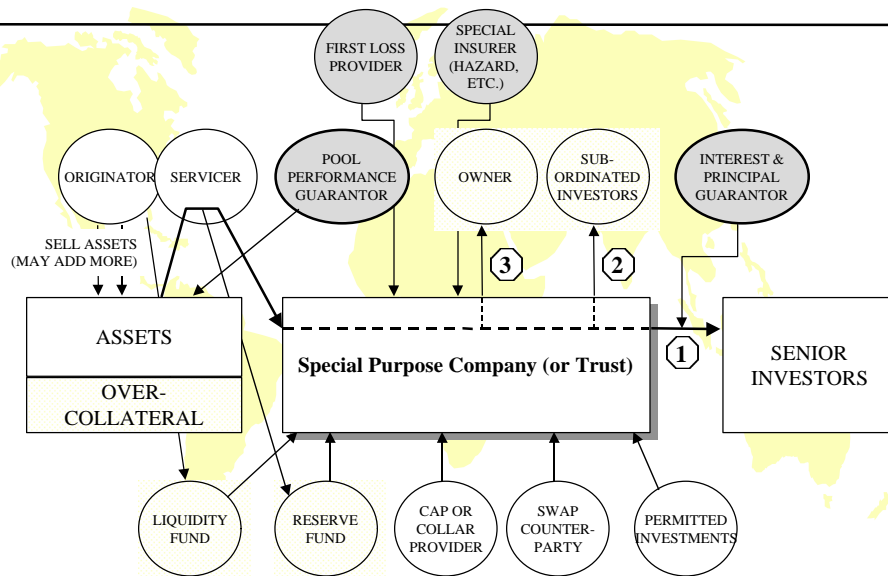 FIRST LOSS
PROVIDER
SPECIAL
INSURER
(HAZARD,
ETC.)
ORIGINATOR
SERVICER
POOL
PERFORMANCE
GUARANTOR
OWNER
SUB-
ORDINATED
INVESTORS
INTEREST &
PRINCIPAL
GUARANTOR
SELL ASSETS
(MAY ADD MORE)
3
2
ASSETS
OVER-
COLLATERAL
Special Purpose Company (or Trust)
1
SENIOR
INVESTORS
LIQUIDITY
FUND
RESERVE
FUND
CAP OR
COLLAR
PROVIDER
SWAP
COUNTER-
PARTY
PERMITTED
INVESTMENTS